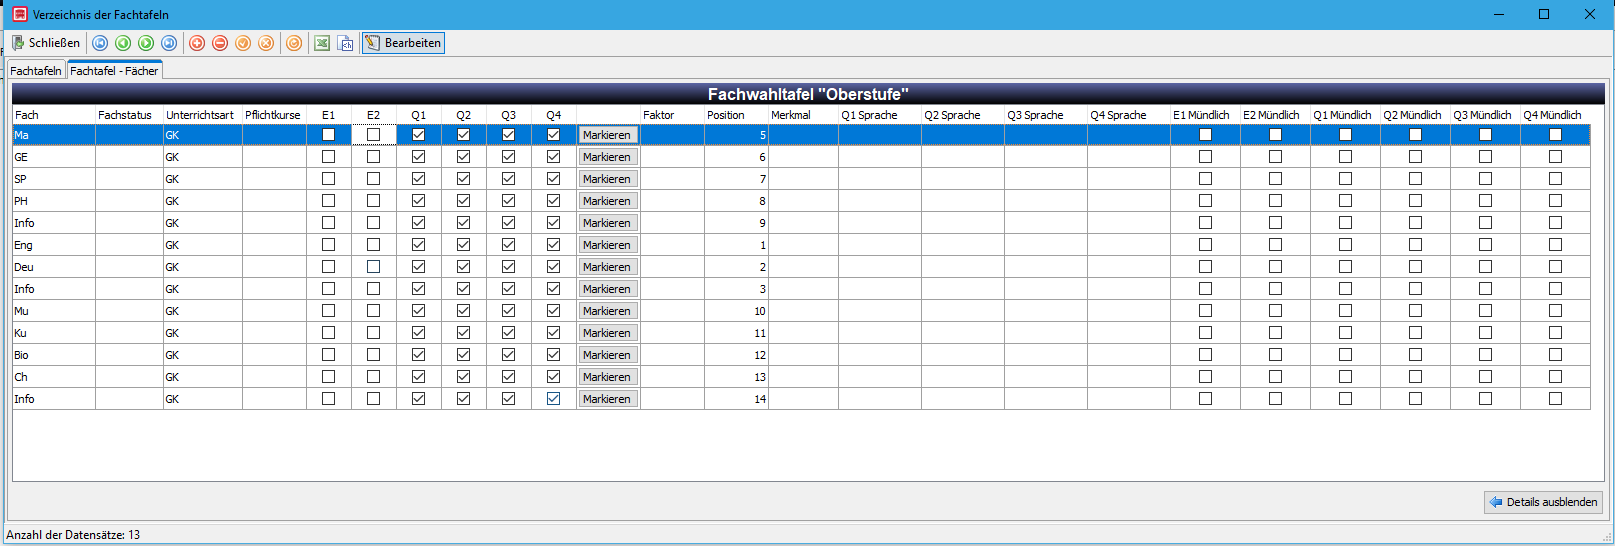 Verzeichnis der Fachtafeln
Schließen Bearbeiten
Fachtafeln Fachtafel - Fächer
Fachwahltafel "Oberstufe"
Fach Fachstatus Unterrichtsart Pflichtkurse E1 E2 Q1 Q2 Q3 Q4 Faktor Position Merkmal Q1 Sprache Q2 Sprache Q3 Sprache Q4 Sprache E1 Mündlich E2 Mündlich Q1 Mündlich Q2 Mündlich Q3 Mündlich Q4 Mündlich
Ma GK Markieren 5
GE GK Markieren 6
SP GK Markieren 7
PH GK Markieren 8
Info GK Markieren 9
Eng GK Markieren 1
Deu GK Markieren 2
Info GK Markieren 3
Mu GK Markieren 10
Ku GK Markieren 11
Bio GK Markieren 12
Ch GK Markieren 13
Info GK Markieren 14
Details ausblenden
Anzahl der Datensätze: 13